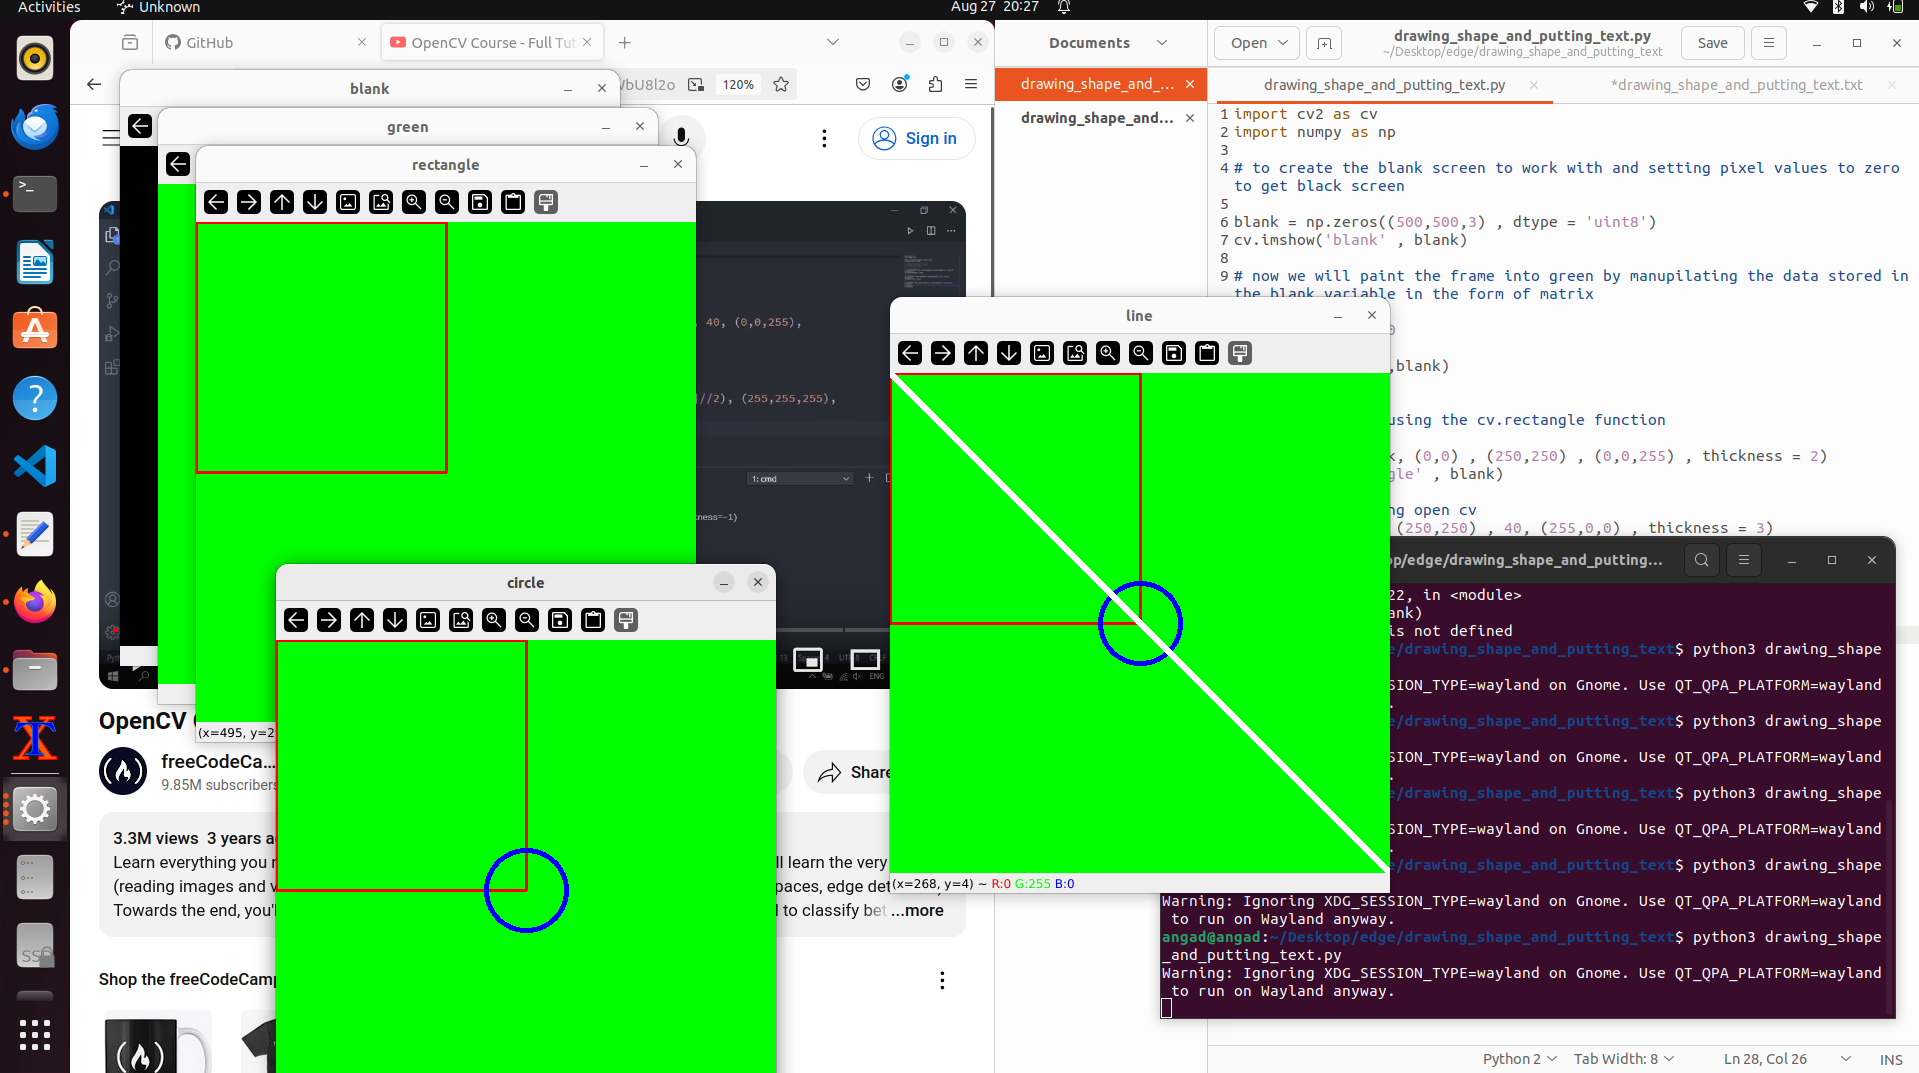 Activities
Unknown
Aug 27 20:27
GitHub
OpenCV Course - Full Tut
VbU8l2o
120%
Sign in
blank
green
rectangle
(x=495, y=2
circle
line
(x=268, y=4) ~ R:0 G:255 B:0
40, (0,0,255),
//2), (255,255,255),
1: cmd
ness=-1)
ENG
OpenCV
freeCodeCa...
9.85M subscribers
Share
3.3M views 3 years a
Learn everything you
ll learn the very
(reading images and v
paces, edge det
Towards the end, you'l
l to classify bet ...more
Shop the freeCodeCamp
Documents
drawing_shape_and_...
drawing_shape_and...
Open
drawing_shape_and_putting_text.py
~/Desktop/edge/drawing_shape_and_putting_text
Save
drawing_shape_and_putting_text.py
*drawing_shape_and_putting_text.txt
1 import cv2 as cv
2 import numpy as np
3
4 # to create the blank screen to work with and setting pixel values to zero
to get black screen
5
6 blank = np.zeros((500,500,3) , dtype = 'uint8')
7 cv.imshow('blank' , blank)
8
9 # now we will paint the frame into green by manupilating the data stored in
the blank variable in the form of matrix
0
,blank)
using the cv.rectangle function
k, (0,0) , (250,250) , (0,0,255) , thickness = 2)
gle' , blank)
ng open cv
(250,250) , 40, (255,0,0) , thickness = 3)
op/edge/drawing_shape_and_putting_text...
22, in <module>
ank)
is not defined
e/drawing_shape_and_putting_text$ python3 drawing_shape
SSION_TYPE=wayland on Gnome. Use QT_QPA_PLATFORM=wayland
.
e/drawing_shape_and_putting_text$ python3 drawing_shape
SSION_TYPE=wayland on Gnome. Use QT_QPA_PLATFORM=wayland
.
e/drawing_shape_and_putting_text$ python3 drawing_shape
SSION_TYPE=wayland on Gnome. Use QT_QPA_PLATFORM=wayland
.
e/drawing_shape_and_putting_text$ python3 drawing_shape
Warning: Ignoring XDG_SESSION_TYPE=wayland on Gnome. Use QT_QPA_PLATFORM=wayland
to run on Wayland anyway.
angad@angad:~/Desktop/edge/drawing_shape_and_putting_text$ python3 drawing_shape
_and_putting_text.py
Warning: Ignoring XDG_SESSION_TYPE=wayland on Gnome. Use QT_QPA_PLATFORM=wayland
to run on Wayland anyway.
Python 2
Tab Width: 8
Ln 28, Col 26
INS